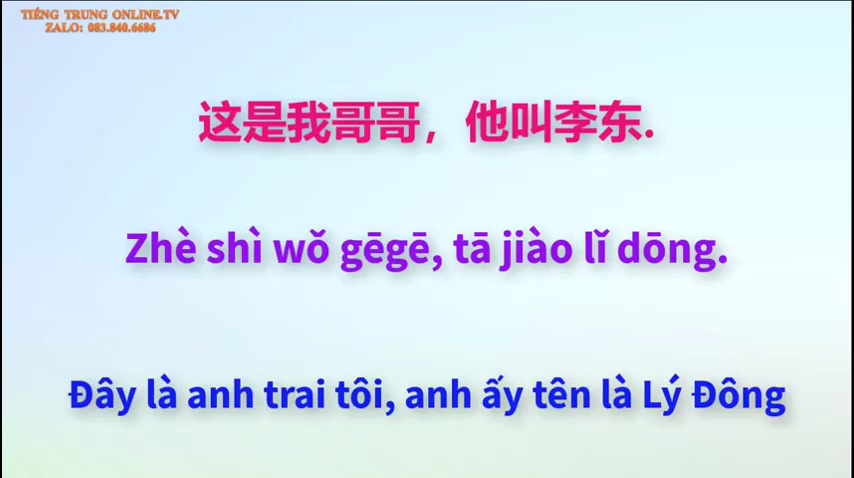 TIẾNG TRUNG ONLINE.TV
ZALO: 083.840.6686
这是我哥哥，他叫李东.
Zhè shì wǒ gēgē, tā jiào lǐ dōng.
Đây là anh trai tôi, anh ấy tên là Lý Đông